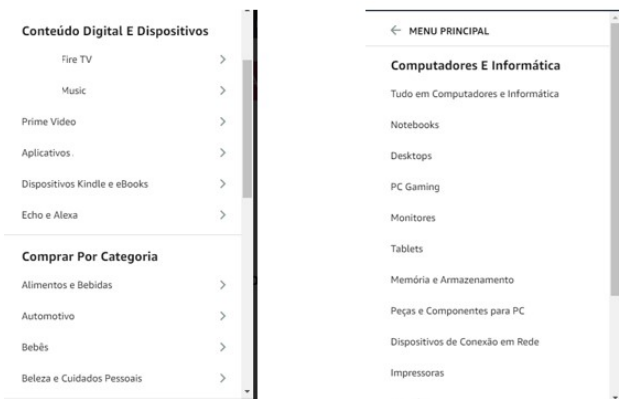 Conteúdo Digital E Dispositivos
Fire TV
Music
Prime Video
Aplicativos.
Dispositivos Kindle e eBooks
Echo e Alexa
Comprar Por Categoria
Alimentos e Bebidas
Automotivo
Bebês
Beleza e Cuidados Pessoais
MENU PRINCIPAL
Computadores E Informática
Tudo em Computadores e Informática
Notebooks
Desktops
PC Gaming
Monitores
Tablets
Memória e Armazenamento
Peças e Componentes para PC
Dispositivos de Conexão em Rede
Impressoras